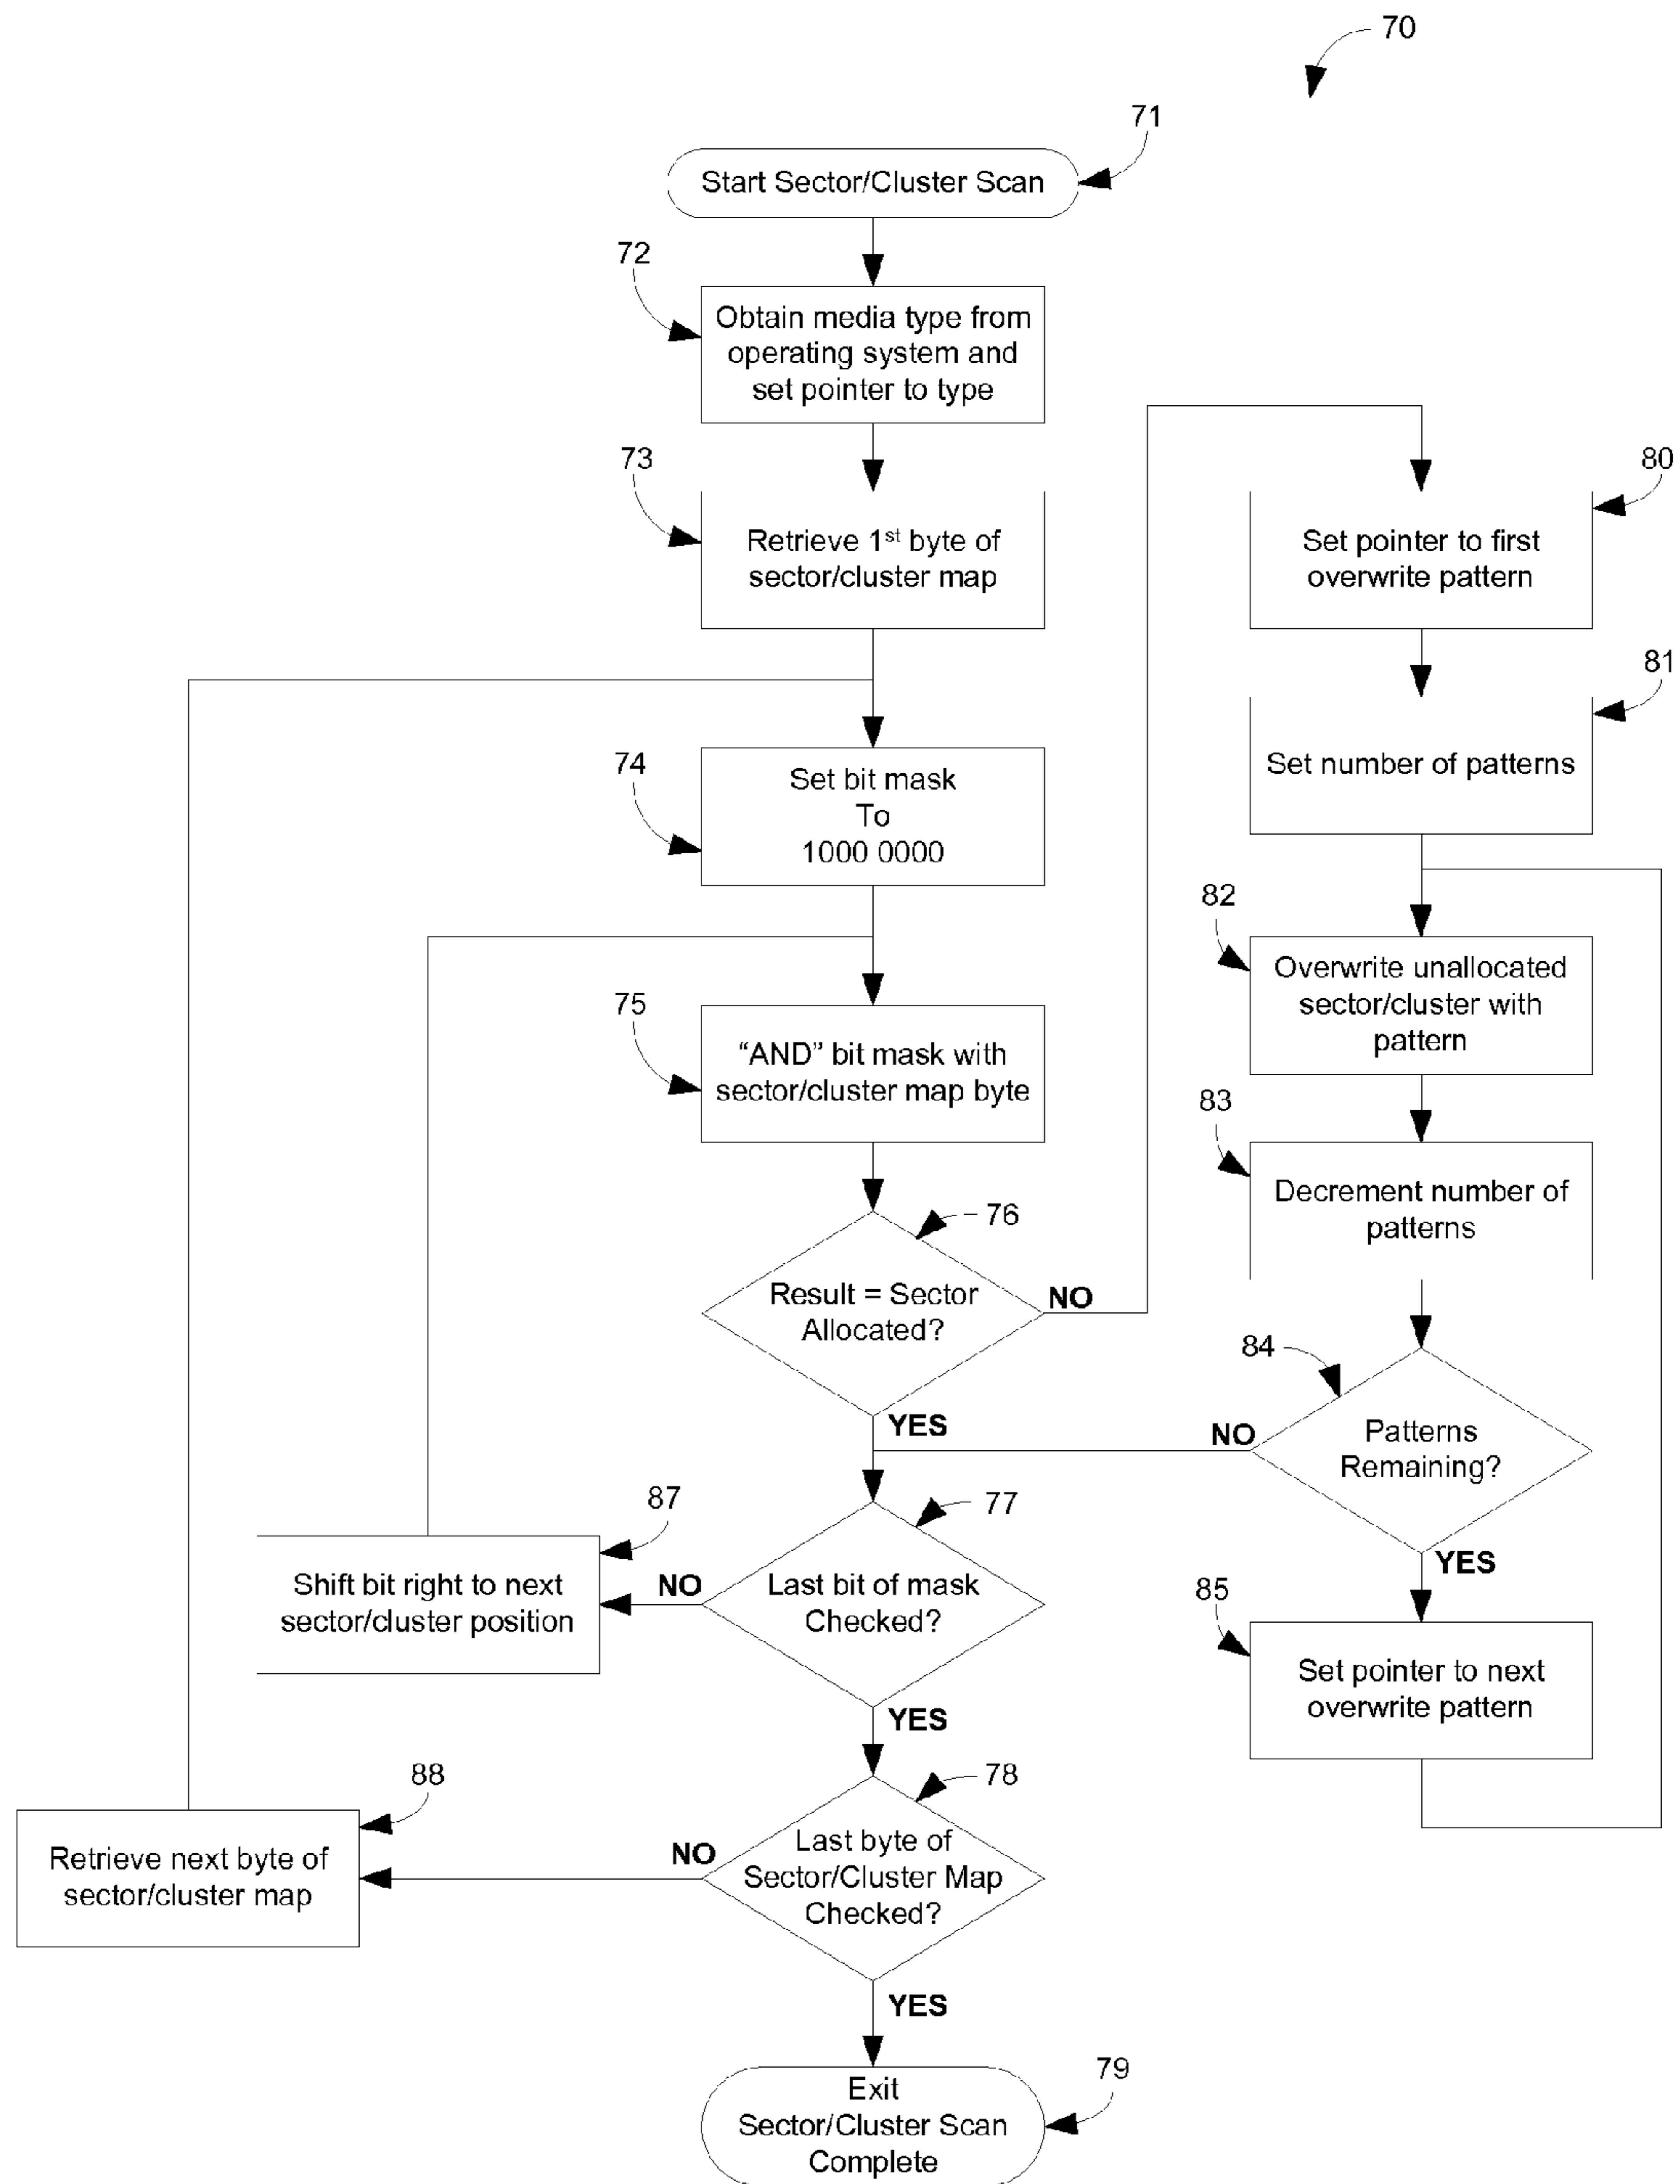 70
71
Start Sector/Cluster Scan
72
Obtain media type from
operating system and
set pointer to type
73
Retrieve 1st byte of
sector/cluster map
74
Set bit mask
To
1000 0000
75
“AND” bit mask with
sector/cluster map byte
76
Result = Sector
Allocated?
NO
YES
77
Last bit of mask
Checked?
NO
YES
87
Shift bit right to next
sector/cluster position
78
Last byte of
Sector/Cluster Map
Checked?
NO
YES
88
Retrieve next byte of
sector/cluster map
79
Exit
Sector/Cluster Scan
Complete
80
Set pointer to first
overwrite pattern
81
Set number of patterns
82
Overwrite unallocated
sector/cluster with
pattern
83
Decrement number of
patterns
84
Patterns
Remaining?
NO
YES
85
Set pointer to next
overwrite pattern